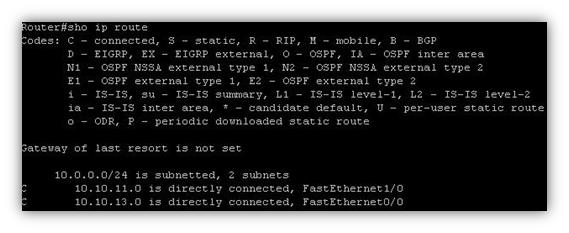 Router#sho ip route
Codes: C - connected, S - static, R - RIP, M - mobile, B - BGP
D - EIGRP, EX - EIGRP external, O - OSPF, IA - OSPF inter area
N1 - OSPF NSSA external type 1, N2 - OSPF NSSA external type 2
E1 - OSPF external type 1, E2 - OSPF external type 2
i - IS-IS, su - IS-IS summary, L1 - IS-IS level-1, L2 - IS-IS level-2
ia - IS-IS inter area, * - candidate default, U - per-user static route
o - ODR, P - periodic downloaded static route
Gateway of last resort is not set
10.0.0.0/24 is subnetted, 2 subnets
C 10.10.11.0 is directly connected, FastEthernet1/0
C 10.10.13.0 is directly connected, FastEthernet0/0